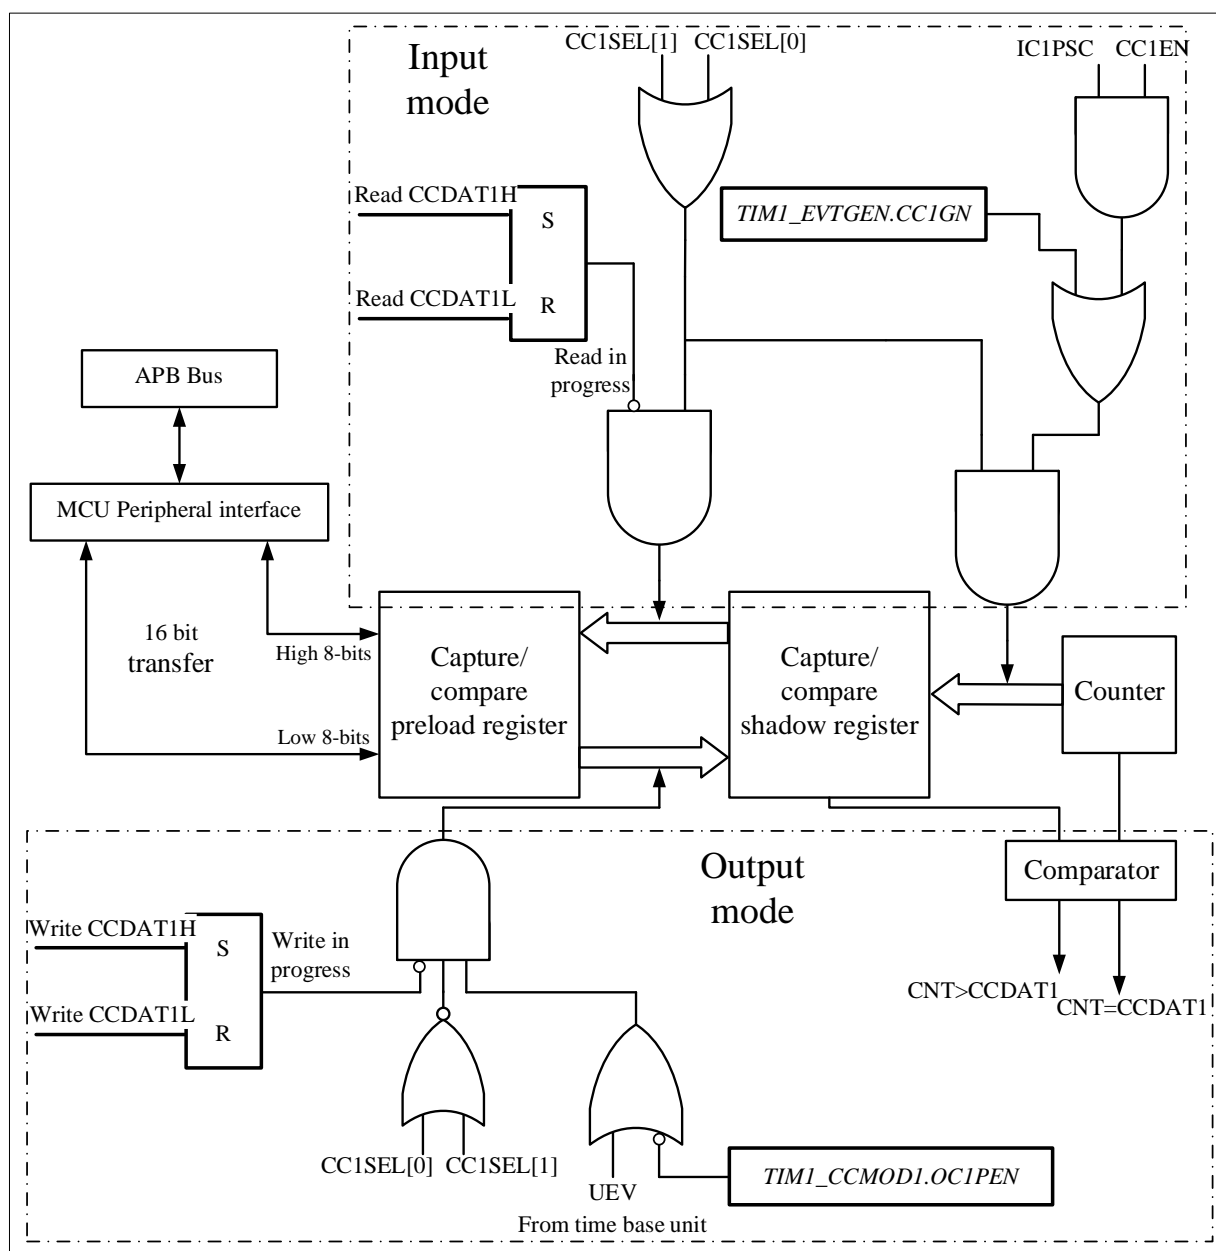 Input
mode
CC1SEL[1] CC1SEL[0]
IC1PSC CC1EN
Read CCDAT1H
S
TIM1_EVTGEN.CC1GN
Read CCDAT1L
R
Read in
progress
APB Bus
MCU Peripheral interface
16 bit
transfer
High 8-bits
Low 8-bits
Capture/
compare
preload register
Capture/
compare
shadow register
Counter
Output
mode
Comparator
Write CCDAT1H
S
Write in
progress
Write CCDAT1L
R
CNT>CCDAT1
CNT=CCDAT1
CC1SEL[0] CC1SEL[1]
UEV
TIM1_CCMOD1.OC1PEN
From time base unit